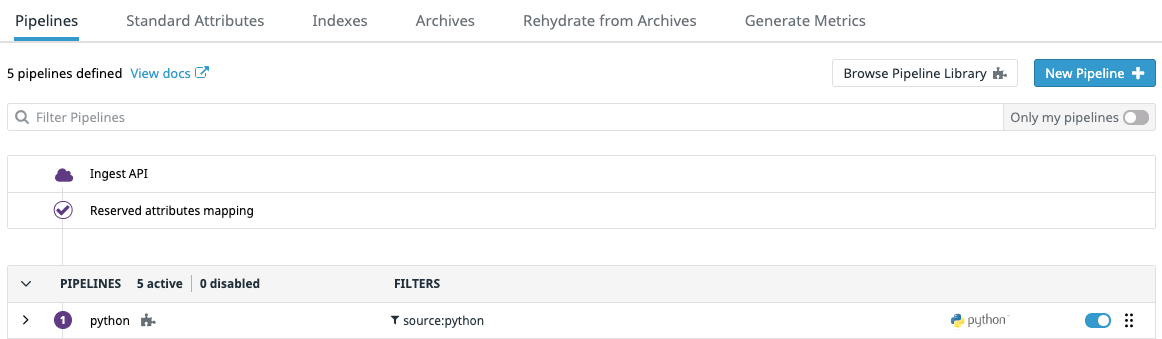 Pipelines Standard Attributes Indexes Archives Rehydrate from Archives Generate Metrics
5 pipelines defined View docs Browse Pipeline Library New Pipeline
Filter Pipelines Only my pipelines
Ingest API
Reserved attributes mapping
PIPELINES 5 active 0 disabled FILTERS
1 python source:python python